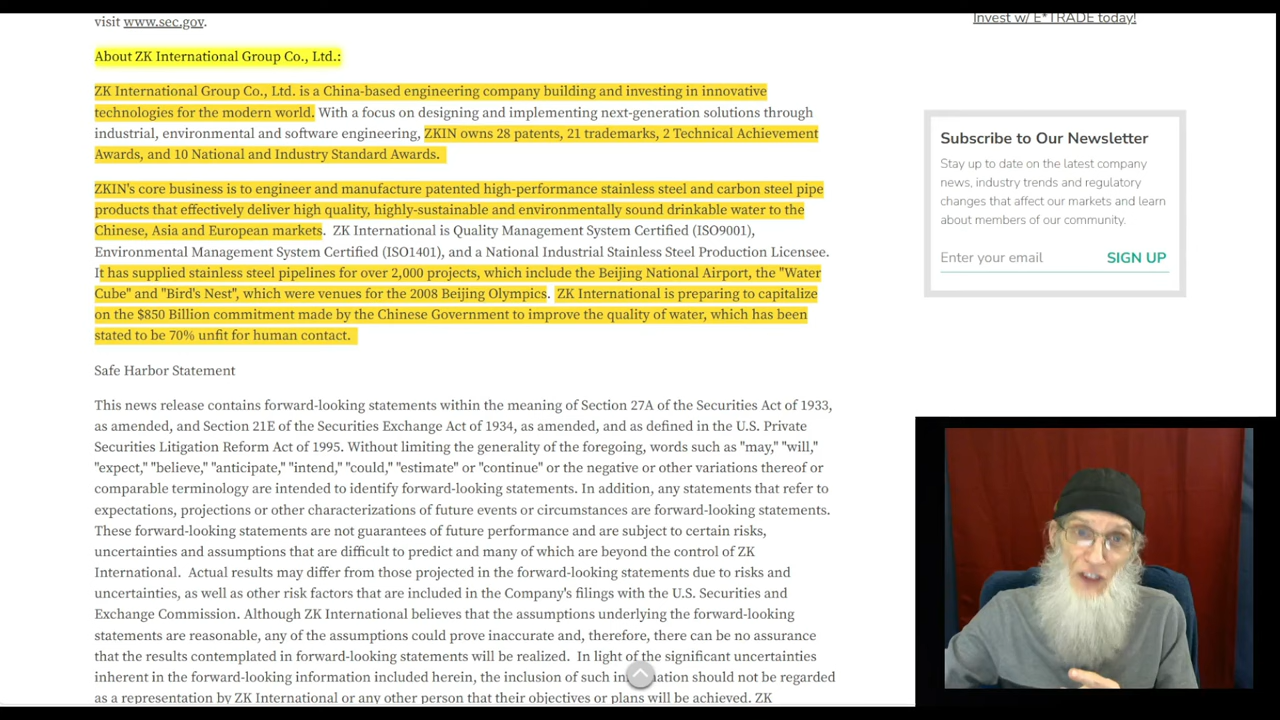 visit www.sec.gov.
Invest w/ E*TRADE today!
About ZK International Group Co., Ltd.:
ZK International Group Co., Ltd. is a China-based engineering company building and investing in innovative
technologies for the modern world. With a focus on designing and implementing next-generation solutions through
industrial, environmental and software engineering, ZKIN owns 28 patents, 21 trademarks, 2 Technical Achievement
Awards, and 10 National and Industry Standard Awards.
ZKIN's core business is to engineer and manufacture patented high-performance stainless steel and carbon steel pipe
products that effectively deliver high quality, highly-sustainable and environmentally sound drinkable water to the
Chinese, Asia and European markets. ZK International is Quality Management System Certified (ISO9001),
Environmental Management System Certified (ISO1401), and a National Industrial Stainless Steel Production Licensee.
It has supplied stainless steel pipelines for over 2,000 projects, which include the Beijing National Airport, the "Water
Cube" and "Bird's Nest", which were venues for the 2008 Beijing Olympics. ZK International is preparing to capitalize
on the $850 Billion commitment made by the Chinese Government to improve the quality of water, which has been
stated to be 70% unfit for human contact.
Safe Harbor Statement
This news release contains forward-looking statements within the meaning of Section 27A of the Securities Act of 1933,
as amended, and Section 21E of the Securities Exchange Act of 1934, as amended, and as defined in the U.S. Private
Securities Litigation Reform Act of 1995. Without limiting the generality of the foregoing, words such as "may," "will,"
"expect," "believe," "anticipate," "intend," "could," "estimate" or "continue" or the negative or other variations thereof or
comparable terminology are intended to identify forward-looking statements. In addition, any statements that refer to
expectations, projections or other characterizations of future events or circumstances are forward-looking statements.
These forward-looking statements are not guarantees of future performance and are subject to certain risks,
uncertainties and assumptions that are difficult to predict and many of which are beyond the control of ZK
International. Actual results may differ from those projected in the forward-looking statements due to risks and
uncertainties, as well as other risk factors that are included in the Company's filings with the U.S. Securities and
Exchange Commission. Although ZK International believes that the assumptions underlying the forward-looking
statements are reasonable, any of the assumptions could prove inaccurate and, therefore, there can be no assurance
that the results contemplated in forward-looking statements will be realized. In light of the significant uncertainties
inherent in the forward-looking information included herein, the inclusion of such should not be regarded
as a representation by ZK International or any other person that their objectives or plans will be achieved. ZK
Subscribe to Our Newsletter
Stay up to date on the latest company
news, industry trends and regulatory
changes that affect our markets and learn
about members of our community.
Enter your email SIGN UP